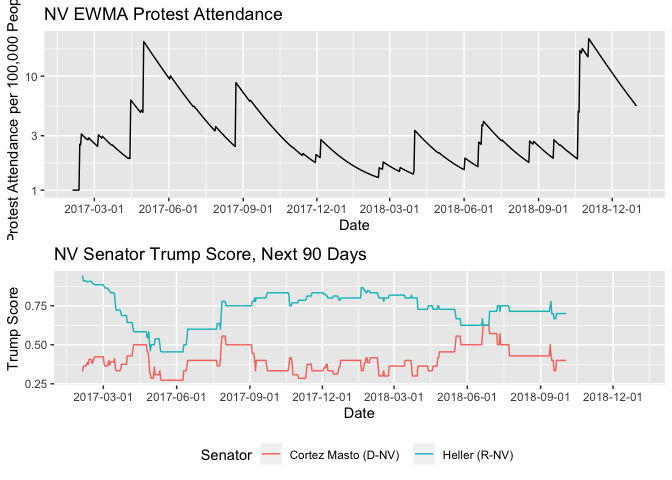 NV EWMA Protest Attendance
Protest Attendance per 100,000 Peop
10
3
1
2017-03-01 2017-06-01 2017-09-01 2017-12-01 2018-03-01 2018-06-01 2018-09-01 2018-12-01
Date
NV Senator Trump Score, Next 90 Days
Trump Score
0.75
0.50
0.25
2017-03-01 2017-06-01 2017-09-01 2017-12-01 2018-03-01 2018-06-01 2018-09-01 2018-12-01
Date
Senator Cortez Masto (D-NV) Heller (R-NV)